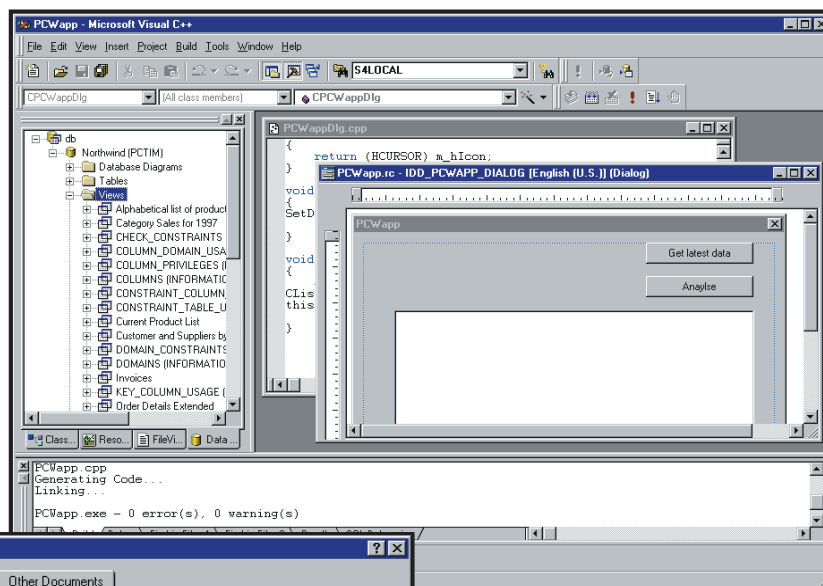 PCWapp - Microsoft Visual C++
File Edit View Insert Project Build Tools Window Help
S4LOCAL
CPCWappDlg (All class members) CPCWappDlg
db
Northwind (PCTIM)
Database Diagrams
Tables
Views
Alphabetical list of product
Category Sales for 1997
CHECK_CONSTRAINTS
COLUMN_DOMAIN_USA
COLUMN_PRIVILEGES (
COLUMNS (INFORMATIC
CONSTRAINT_COLUMN
CONSTRAINT_TABLE_U
Current Product List
Customer and Suppliers by
DOMAIN_CONSTRAINTS
DOMAINS (INFORMATIO
Invoices
KEY_COLUMN_USAGE (
Order Details Extended
Class... Reso... FileVi... Data ...
PCWappDlg.cpp
{
return (HCURSOR) m_hIcon;
}
void
{
SetD
}
void
{
CLis
this
}
PCWapp.rc - IDD_PCWAPP_DIALOG [English (U.S.)] (Dialog)
PCWapp
Get latest data
Anaylse
PCWapp.cpp
Generating Code...
Linking...
PCWapp.exe - 0 error(s), 0 warning(s)
Other Documents